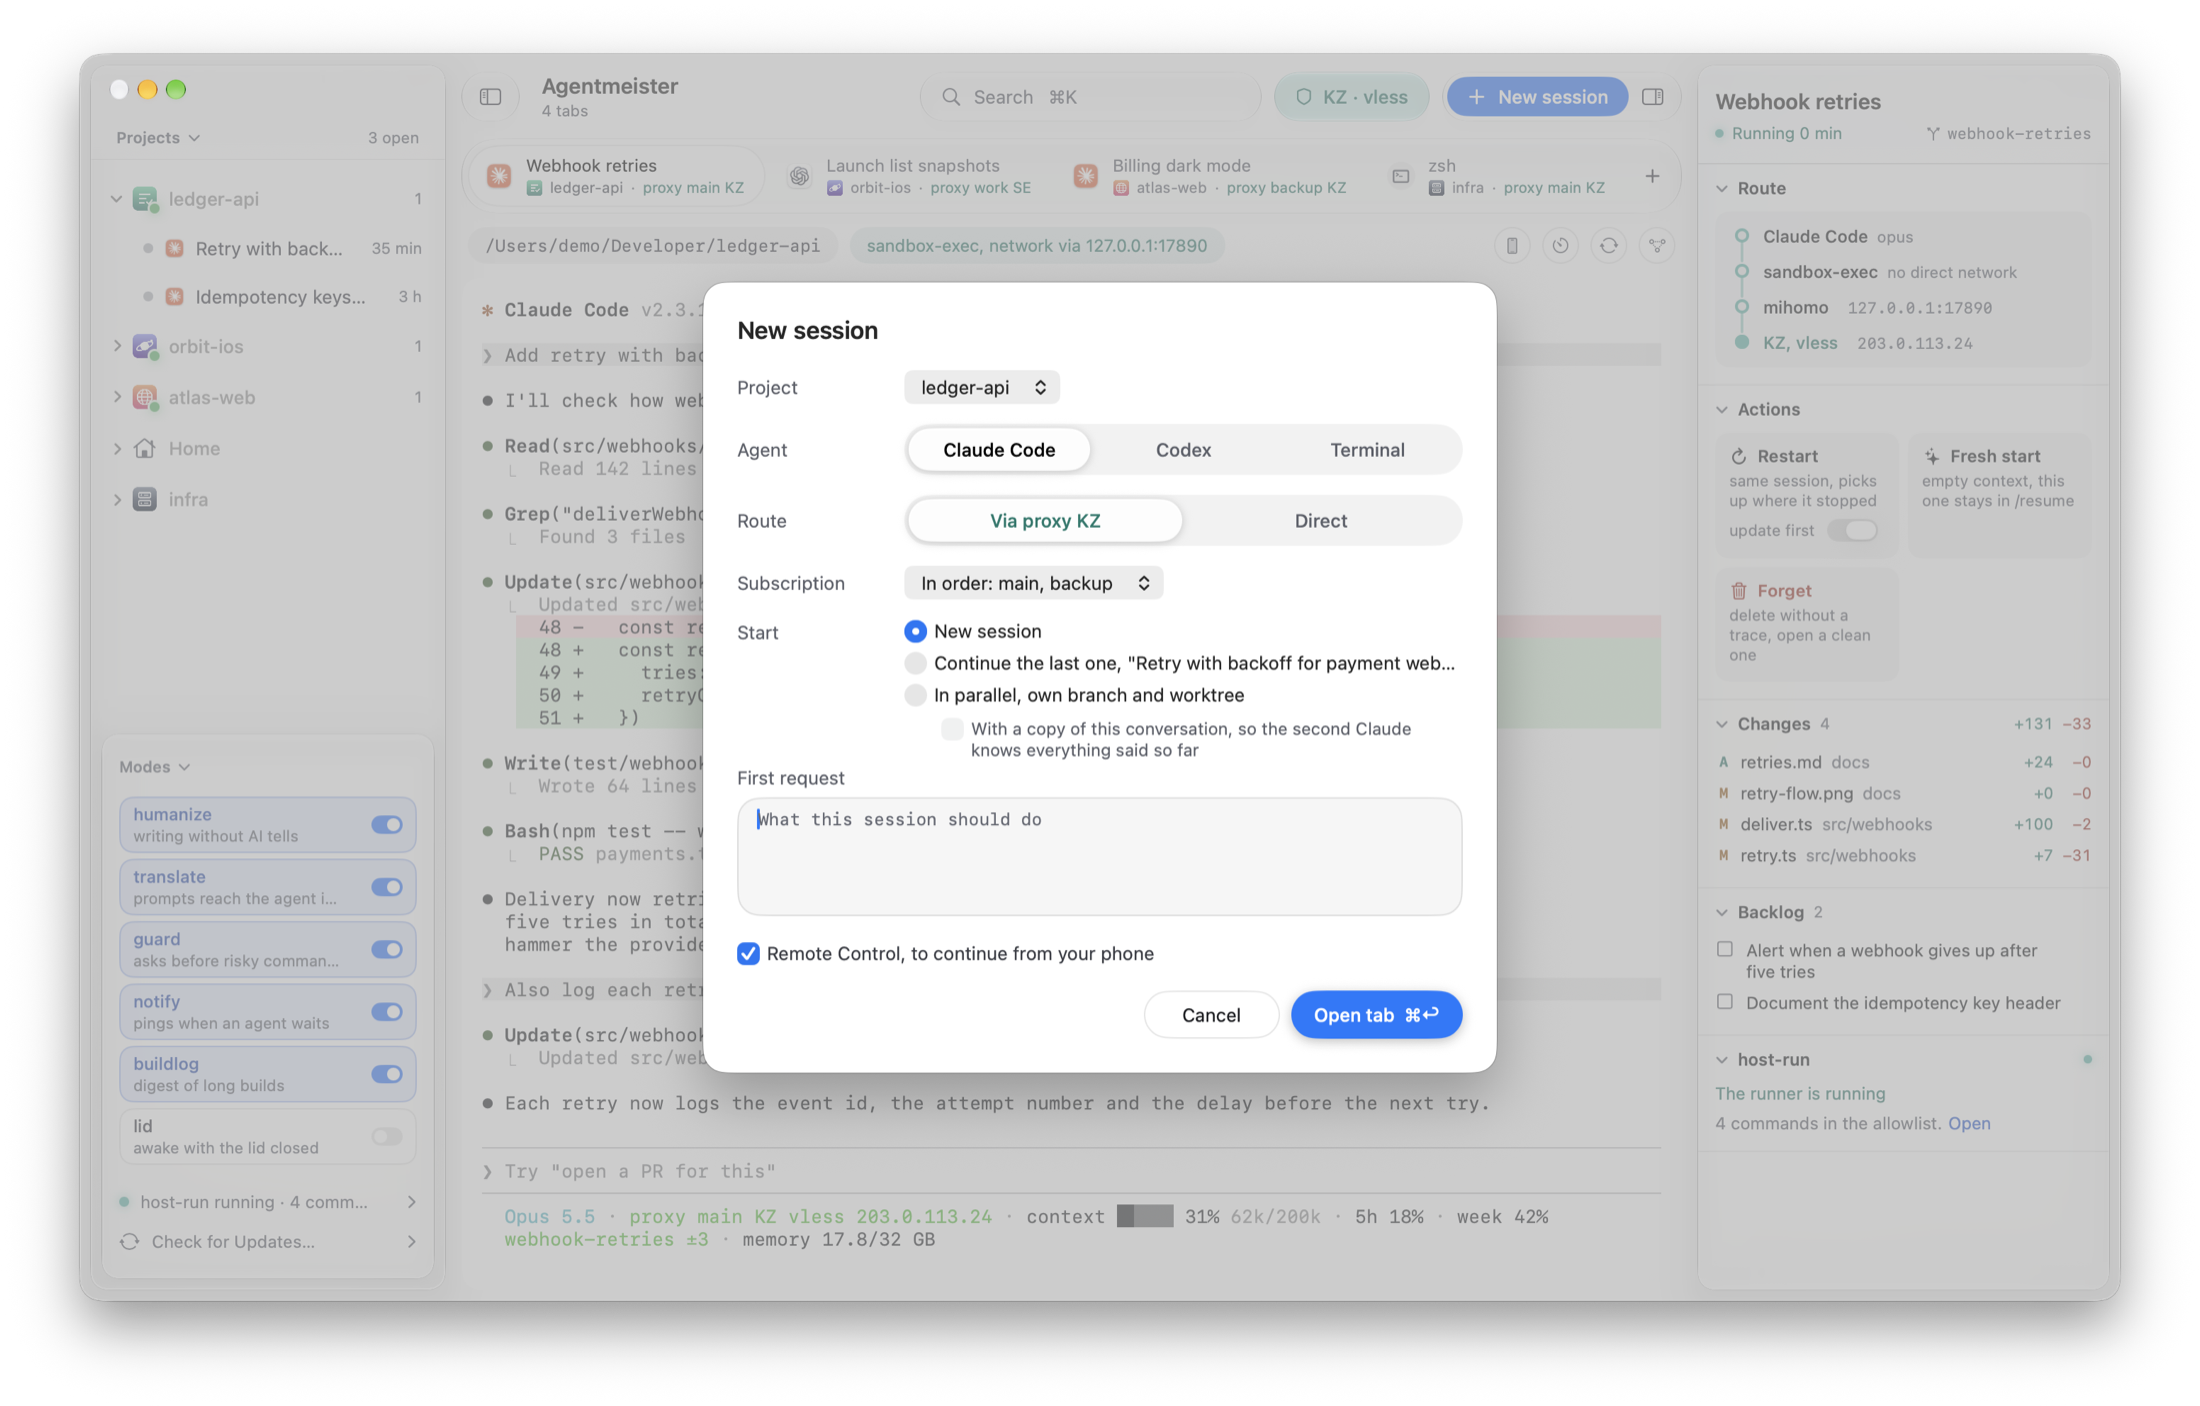 Projects
3 open
ledger-api
1
Retry with back...
35 min
Idempotency keys...
3 h
orbit-ios
1
atlas-web
1
Home
infra
Modes
humanize
writing without AI tells
translate
prompts reach the agent i...
guard
asks before risky comman...
notify
pings when an agent waits
buildlog
digest of long builds
lid
awake with the lid closed
host-run running · 4 comm...
Check for Updates...
Agentmeister
4 tabs
Search ⌘K
KZ · vless
+ New session
Webhook retries
ledger-api · proxy main KZ
Launch list snapshots
orbit-ios · proxy work SE
Billing dark mode
atlas-web · proxy backup KZ
zsh
infra · proxy main KZ
+
/Users/demo/Developer/ledger-api
sandbox-exec, network via 127.0.0.1:17890
✻ Claude Code v2.3.1
❯ Add retry with bac
● I'll check how web
● Read(src/webhooks/
Read 142 lines
● Grep("deliverWebho
Found 3 files
● Update(src/webhook
Updated src/web
48 - const re
48 + const re
49 + tries:
50 + retryO
51 + })
● Write(test/webhook
Wrote 64 lines
● Bash(npm test -- w
PASS payments.t
● Delivery now retri
five tries in tota
hammer the provide
❯ Also log each retr
● Update(src/webhook
Updated src/web
● Each retry now logs the event id, the attempt number and the delay before the next try.
❯ Try "open a PR for this"
Opus 5.5 · proxy main KZ vless 203.0.113.24 · context 31% 62k/200k · 5h 18% · week 42%
webhook-retries ±3 · memory 17.8/32 GB
New session
Project
ledger-api
Agent
Claude Code
Codex
Terminal
Route
Via proxy KZ
Direct
Subscription
In order: main, backup
Start
New session
Continue the last one, "Retry with backoff for payment web...
In parallel, own branch and worktree
With a copy of this conversation, so the second Claude
knows everything said so far
First request
What this session should do
Remote Control, to continue from your phone
Cancel
Open tab ⌘↩
Webhook retries
Running 0 min
webhook-retries
Route
Claude Code opus
sandbox-exec no direct network
mihomo 127.0.0.1:17890
KZ, vless 203.0.113.24
Actions
Restart
same session, picks
up where it stopped
update first
Fresh start
empty context, this
one stays in /resume
Forget
delete without a
trace, open a clean
one
Changes 4
+131 −33
A retries.md docs +24 −0
M retry-flow.png docs +0 −0
M deliver.ts src/webhooks +100 −2
M retry.ts src/webhooks +7 −31
Backlog 2
Alert when a webhook gives up after
five tries
Document the idempotency key header
host-run
The runner is running
4 commands in the allowlist. Open